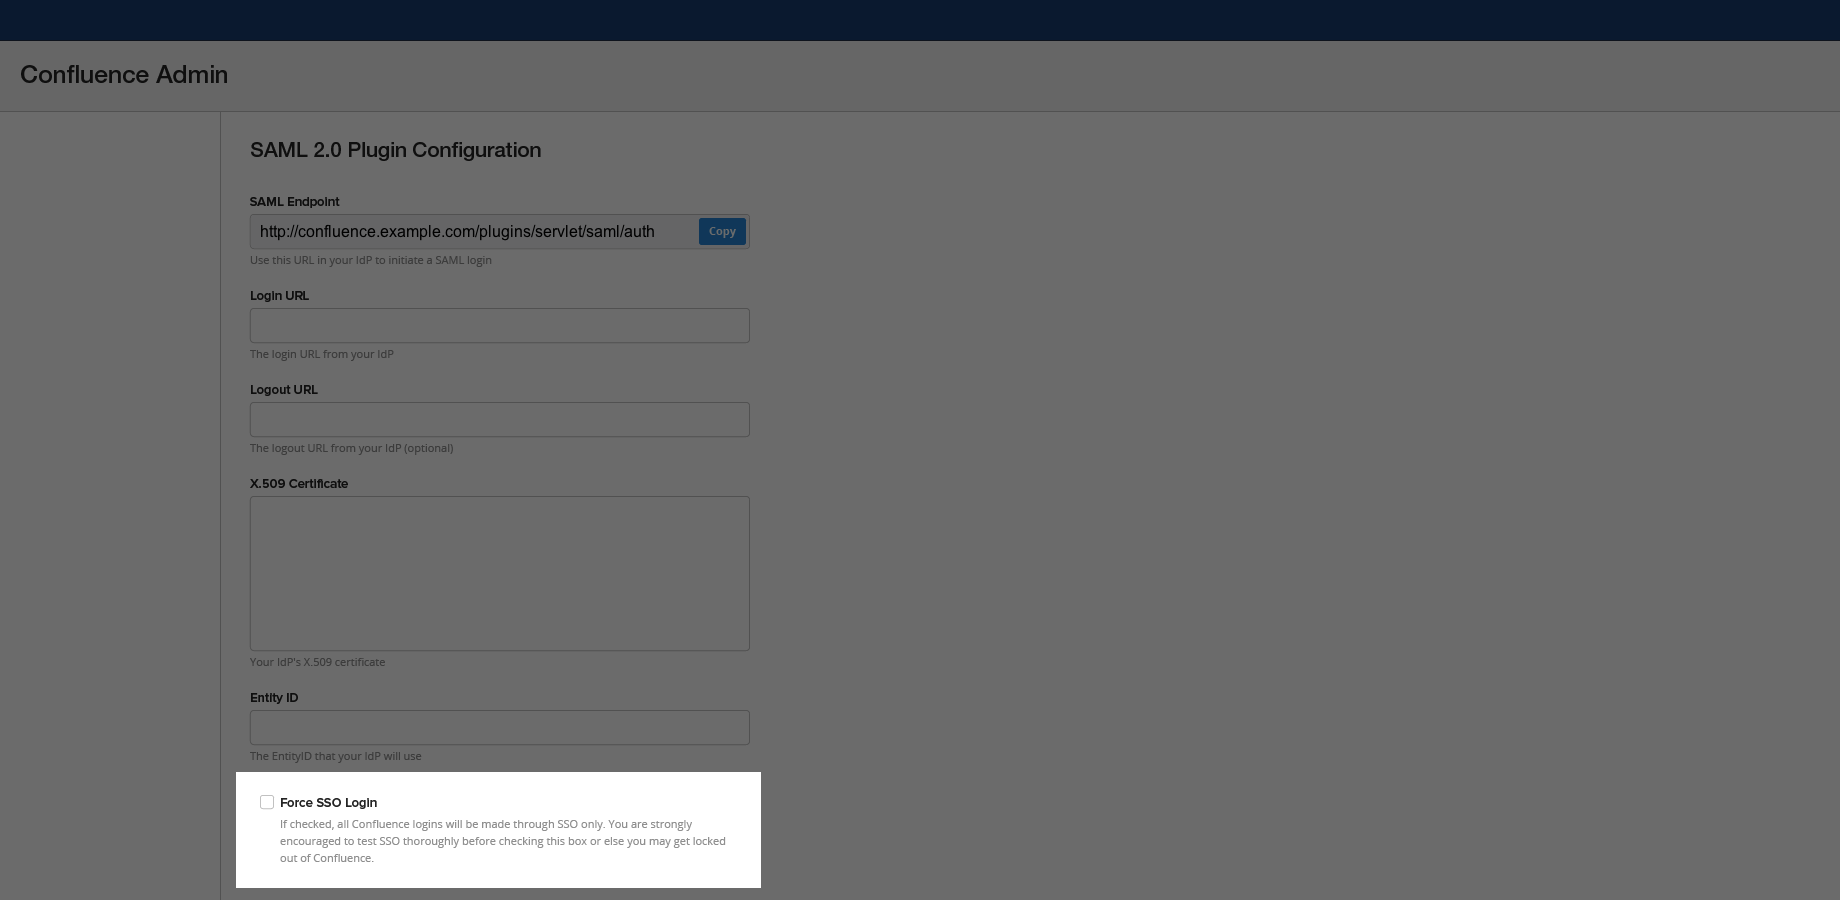 Confluence Admin
SAML 2.0 Plugin Configuration
SAML Endpoint
http://confluence.example.com/plugins/servlet/saml/auth
Copy
Use this URL in your IdP to initiate a SAML login
Login URL
The login URL from your IdP
Logout URL
The logout URL from your IdP (optional)
X.509 Certificate
Your IdP's X.509 certificate
Entity ID
The EntityID that your IdP will use
Force SSO Login
If checked, all Confluence logins will be made through SSO only. You are strongly
encouraged to test SSO thoroughly before checking this box or else you may get locked
out of Confluence.